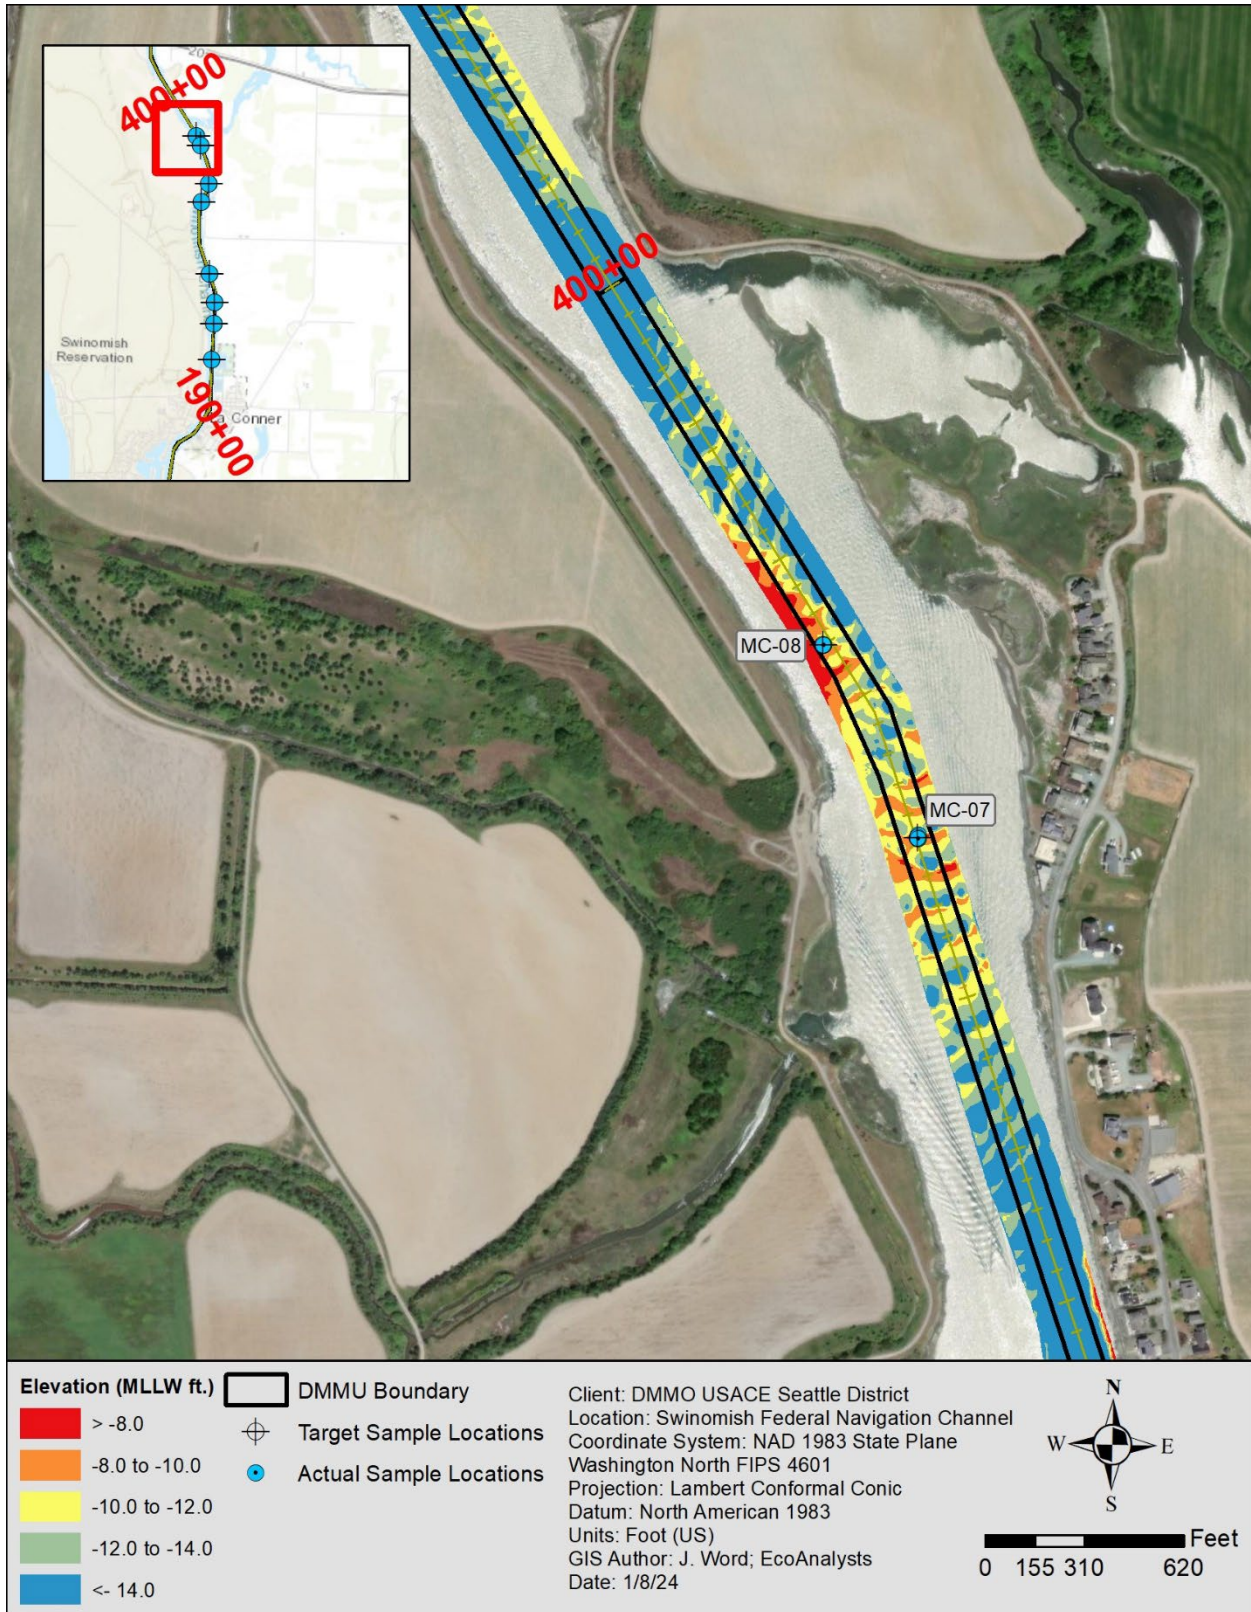 20
400+00
Swinomish
Reservation
Conner
190+00
400+00
MC-08
MC-07
Elevation (MLLW ft.)
> -8.0
-8.0 to -10.0
-10.0 to -12.0
-12.0 to -14.0
<- 14.0
DMMU Boundary
Target Sample Locations
Actual Sample Locations
Client: DMMO USACE Seattle District
Location: Swinomish Federal Navigation Channel
Coordinate System: NAD 1983 State Plane
Washington North FIPS 4601
Projection: Lambert Conformal Conic
Datum: North American 1983
Units: Foot (US)
GIS Author: J. Word; EcoAnalysts
Date: 1/8/24
N
W E
S
Feet
0 155 310 620